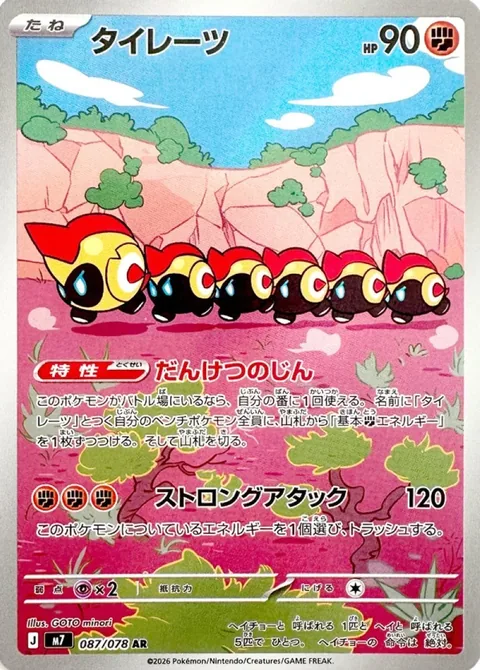 たね
タイレーツ
HP 90
特性 とくせい だんけつのじん
このポケモンがバトル場にいるなら、自分の番に1回使える。名前に「タイ
レーツ」とつく自分のベンチポケモン全員に、山札から「基本闘エネルギー」
を1枚ずつつける。そして山札を切る。
ストロングアタック 120
このポケモンについているエネルギーを1個選び、トラッシュする。
弱点 ×2 抵抗力 にげる
Illus. GOTO minori
ヘイチョーと 呼ばれる 1匹と ヘイと 呼ばれる
5匹で ひとつ。 ヘイチョーの 命令は 絶対。
J M7 087/078 AR
©2026 Pokémon/Nintendo/Creatures/GAME FREAK.